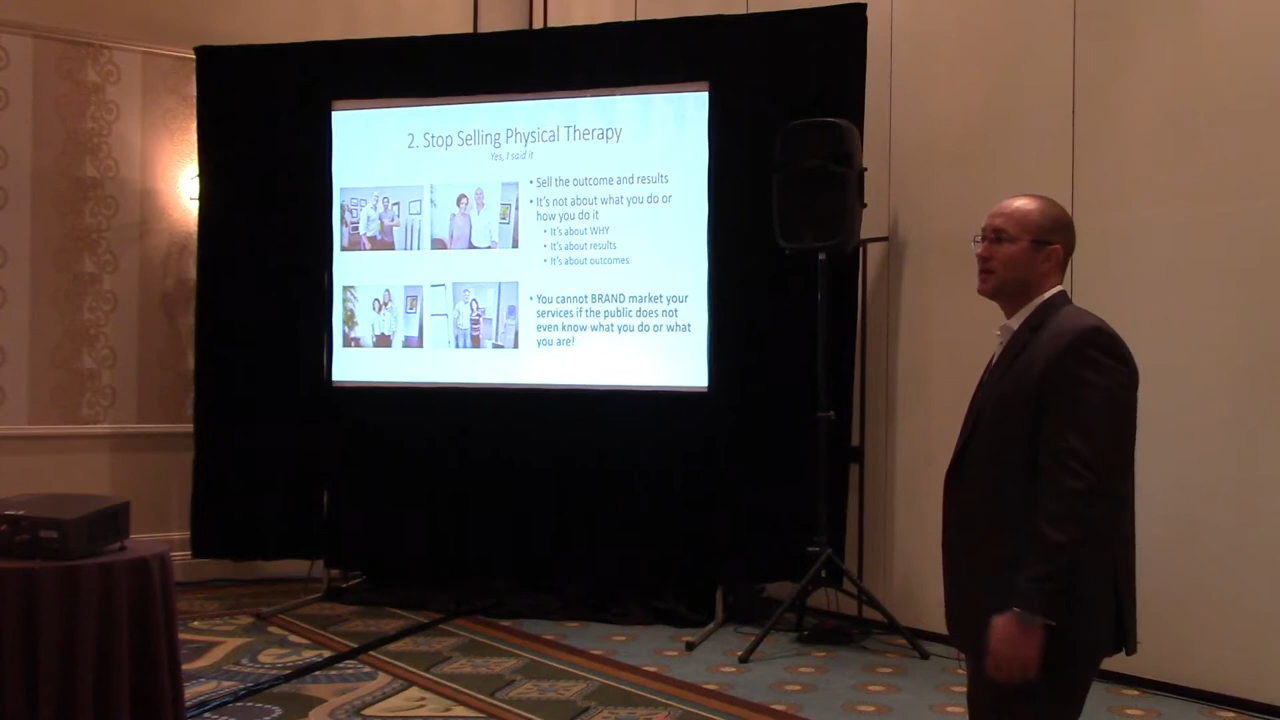 2. Stop Selling Physical Therapy
Yes, I said it
• Sell the outcome and results
• It's not about what you do or
how you do it
• It's about WHY
• It's about results
• It's about outcomes
• You cannot BRAND market your
services if the public does not
even know what you do or what
you are!